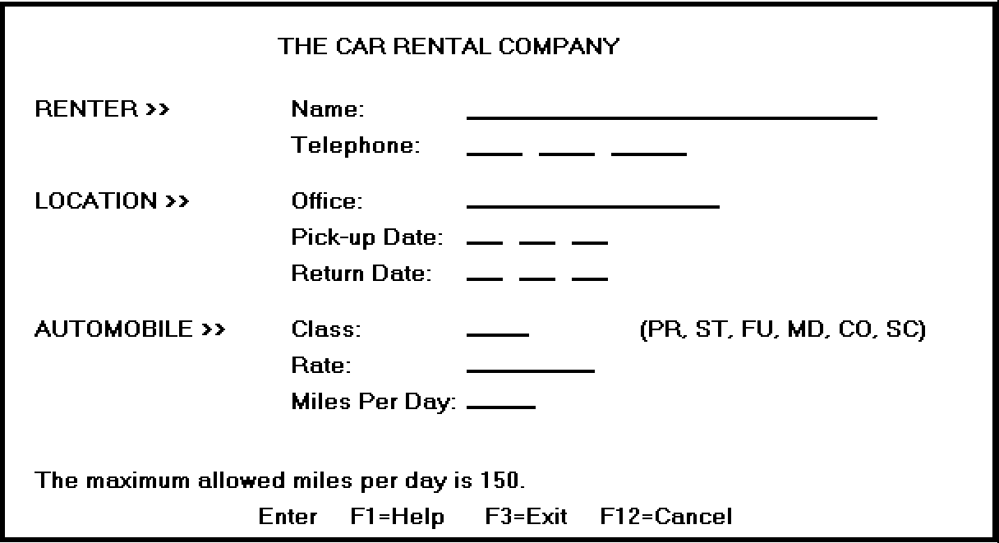 THE CAR RENTAL COMPANY
RENTER >> Name:
Telephone:
LOCATION >> Office:
Pick-up Date:
Return Date:
AUTOMOBILE >> Class: (PR, ST, FU, MD, CO, SC)
Rate:
Miles Per Day:
The maximum allowed miles per day is 150.
Enter F1=Help F3=Exit F12=Cancel